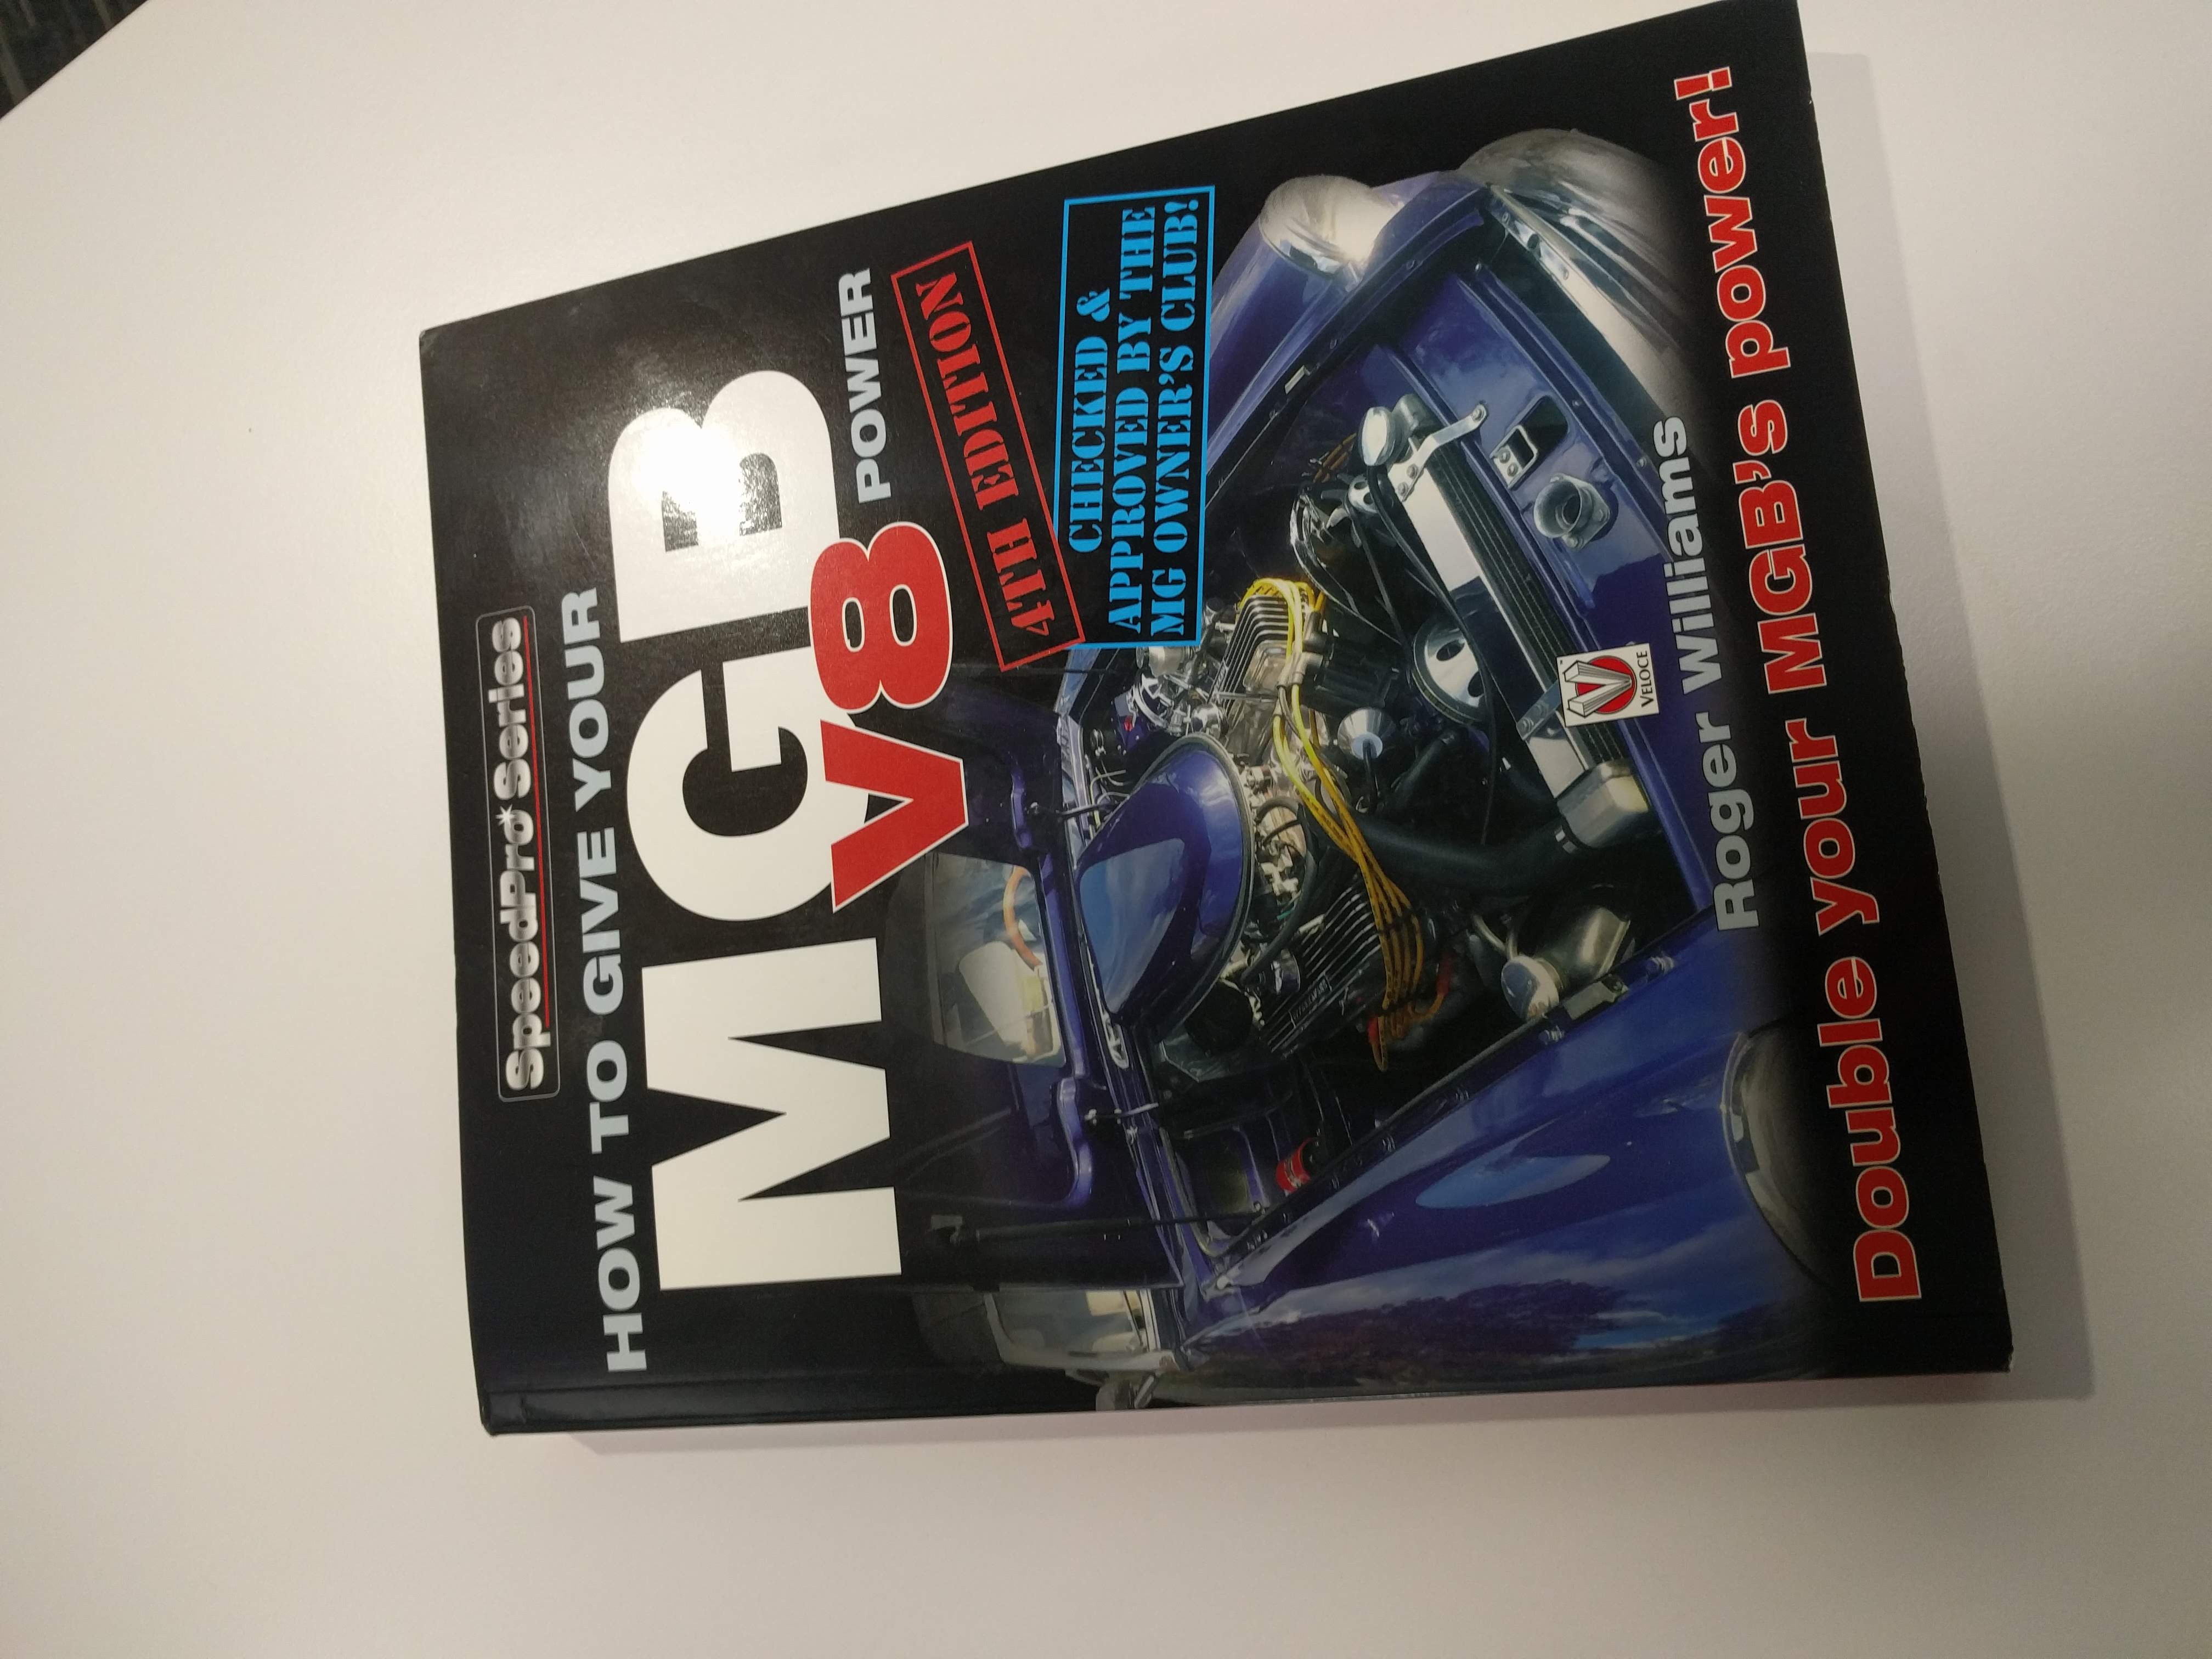 SpeedPro Series
HOW TO GIVE YOUR
MGB
V8 POWER
4TH EDITION
CHECKED &
APPROVED BY THE
MG OWNER'S CLUB!
VELOCE
Roger Williams
Double your MGB's power!